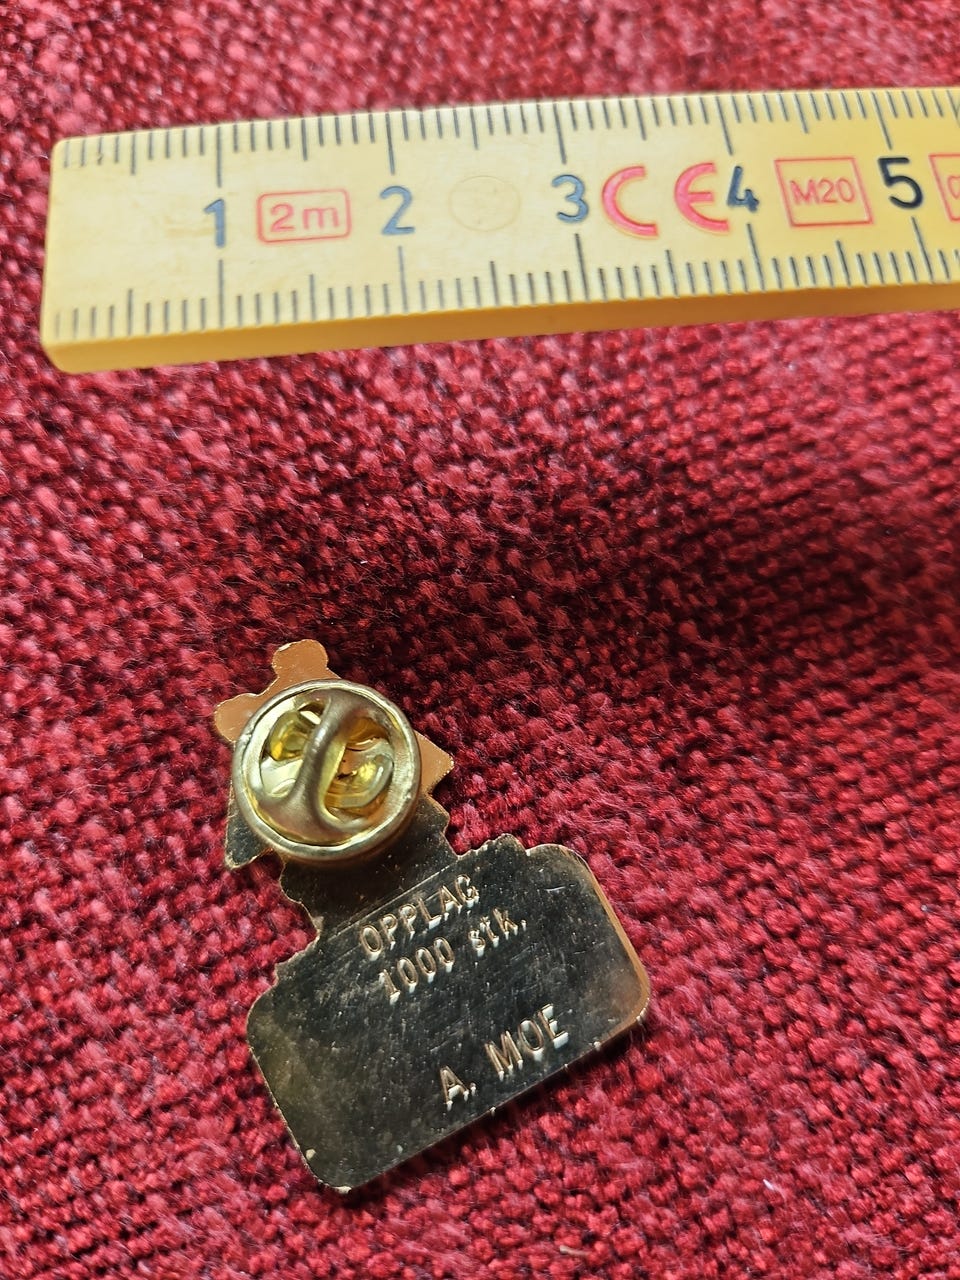 1 2m 2 3 CE 4 M20 5
OPPLAG
1000 stk.
A. MOE